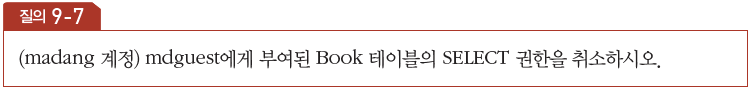 질의 9-7
(madang 계정) mdguest에게 부여된 Book 테이블의 SELECT 권한을 취소하시오.